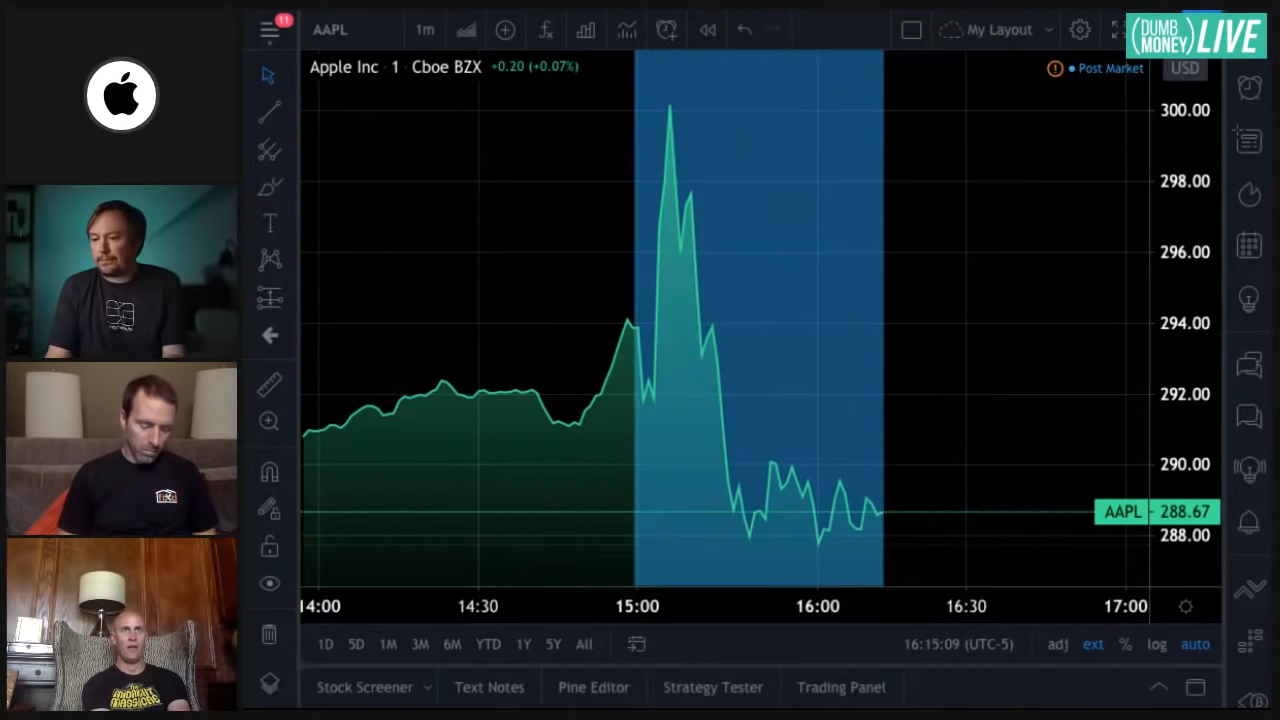 11
AAPL
1m
My Layout
(DUMB MONEY) LIVE
Apple Inc · 1 · Cboe BZX +0.20 (+0.07%)
Post Market
USD
300.00
298.00
296.00
294.00
292.00
290.00
AAPL 288.67
288.00
14:00 14:30 15:00 16:00 16:30 17:00
1D 5D 1M 3M 6M YTD 1Y 5Y All
16:15:09 (UTC-5) adj ext % log auto
Stock Screener Text Notes Pine Editor Strategy Tester Trading Panel
The
MIDNIGHT
MASSACRE